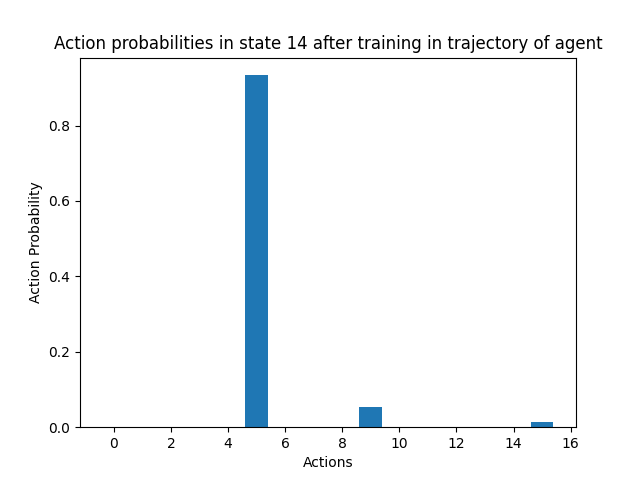 Action probabilities in state 14 after training in trajectory of agent
Action Probability
0.8
0.6
0.4
0.2
0.0
0 2 4 6 8 10 12 14 16
Actions